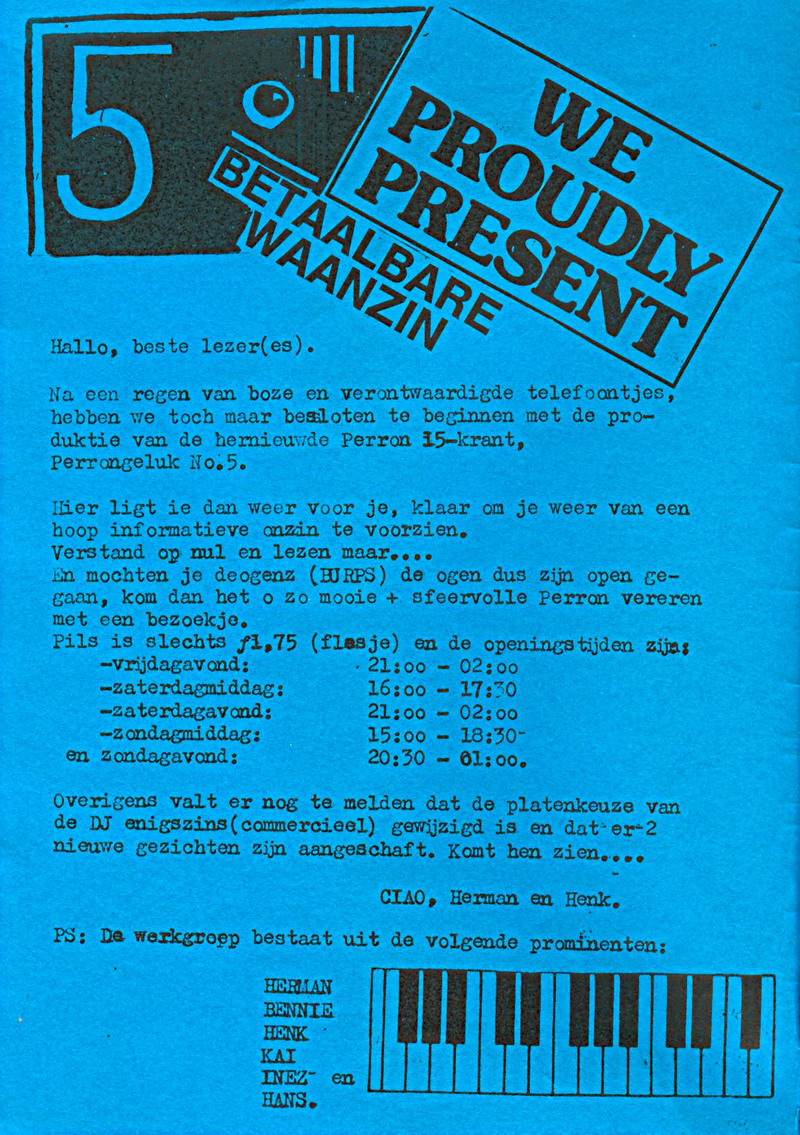 5
WE
PROUDLY
PRESENT
BETAALBARE
WAANZIN
Hallo, beste lezer(es).
Na een regen van boze en verontwaardigde telefoontjes,
hebben we toch maar besloten te beginnen met de pro-
duktie van de hernieuwde Perron 15-krant,
Perrongeluk No.5.
Hier ligt ie dan weer voor je, klaar om je weer van een
hoop informatieve onzin te voorzien.
Verstand op nul en lezen maar....
En mochten je deogenz (BURPS) de ogen dus zijn open ge-
gaan, kom dan het o zo mooie + sfeervolle Perron vereren
met een bezoekje.
Pils is slechts ƒ1,75 (flesje) en de openingstijden zijn:
-vrijdagavond: 21:00 - 02:00
-zaterdagmiddag: 16:00 - 17:30
-zaterdagavond: 21:00 - 02:00
-zondagmiddag: 15:00 - 18:30
en zondagavond: 20:30 - 01:00.
Overigens valt er nog te melden dat de platenkeuze van
de DJ enigszins(commercieel) gewijzigd is en dat er 2
nieuwe gezichten zijn aangeschaft. Komt hen zien....
CIAO, Herman en Henk.
PS: De werkgroep bestaat uit de volgende prominenten:
HERMAN
BENNIE
HENK
KAI
INEZ en
HANS.